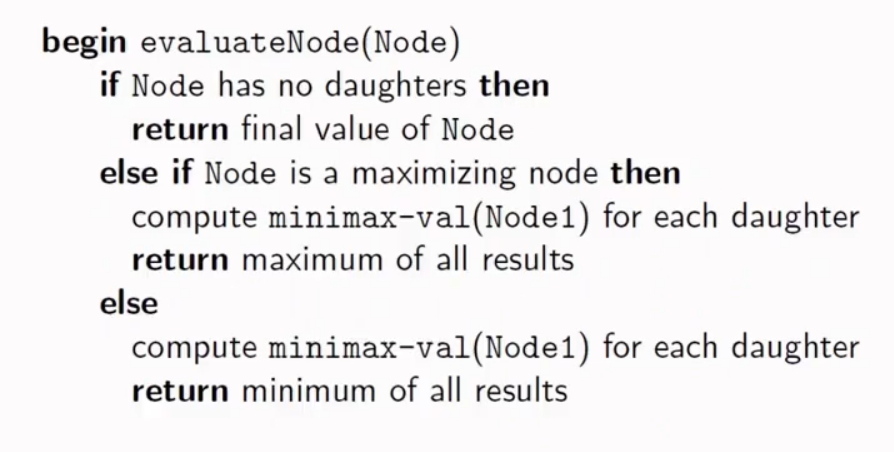 begin evaluateNode(Node)
if Node has no daughters then
return final value of Node
else if Node is a maximizing node then
compute minimax-val(Node1) for each daughter
return maximum of all results
else
compute minimax-val(Node1) for each daughter
return minimum of all results